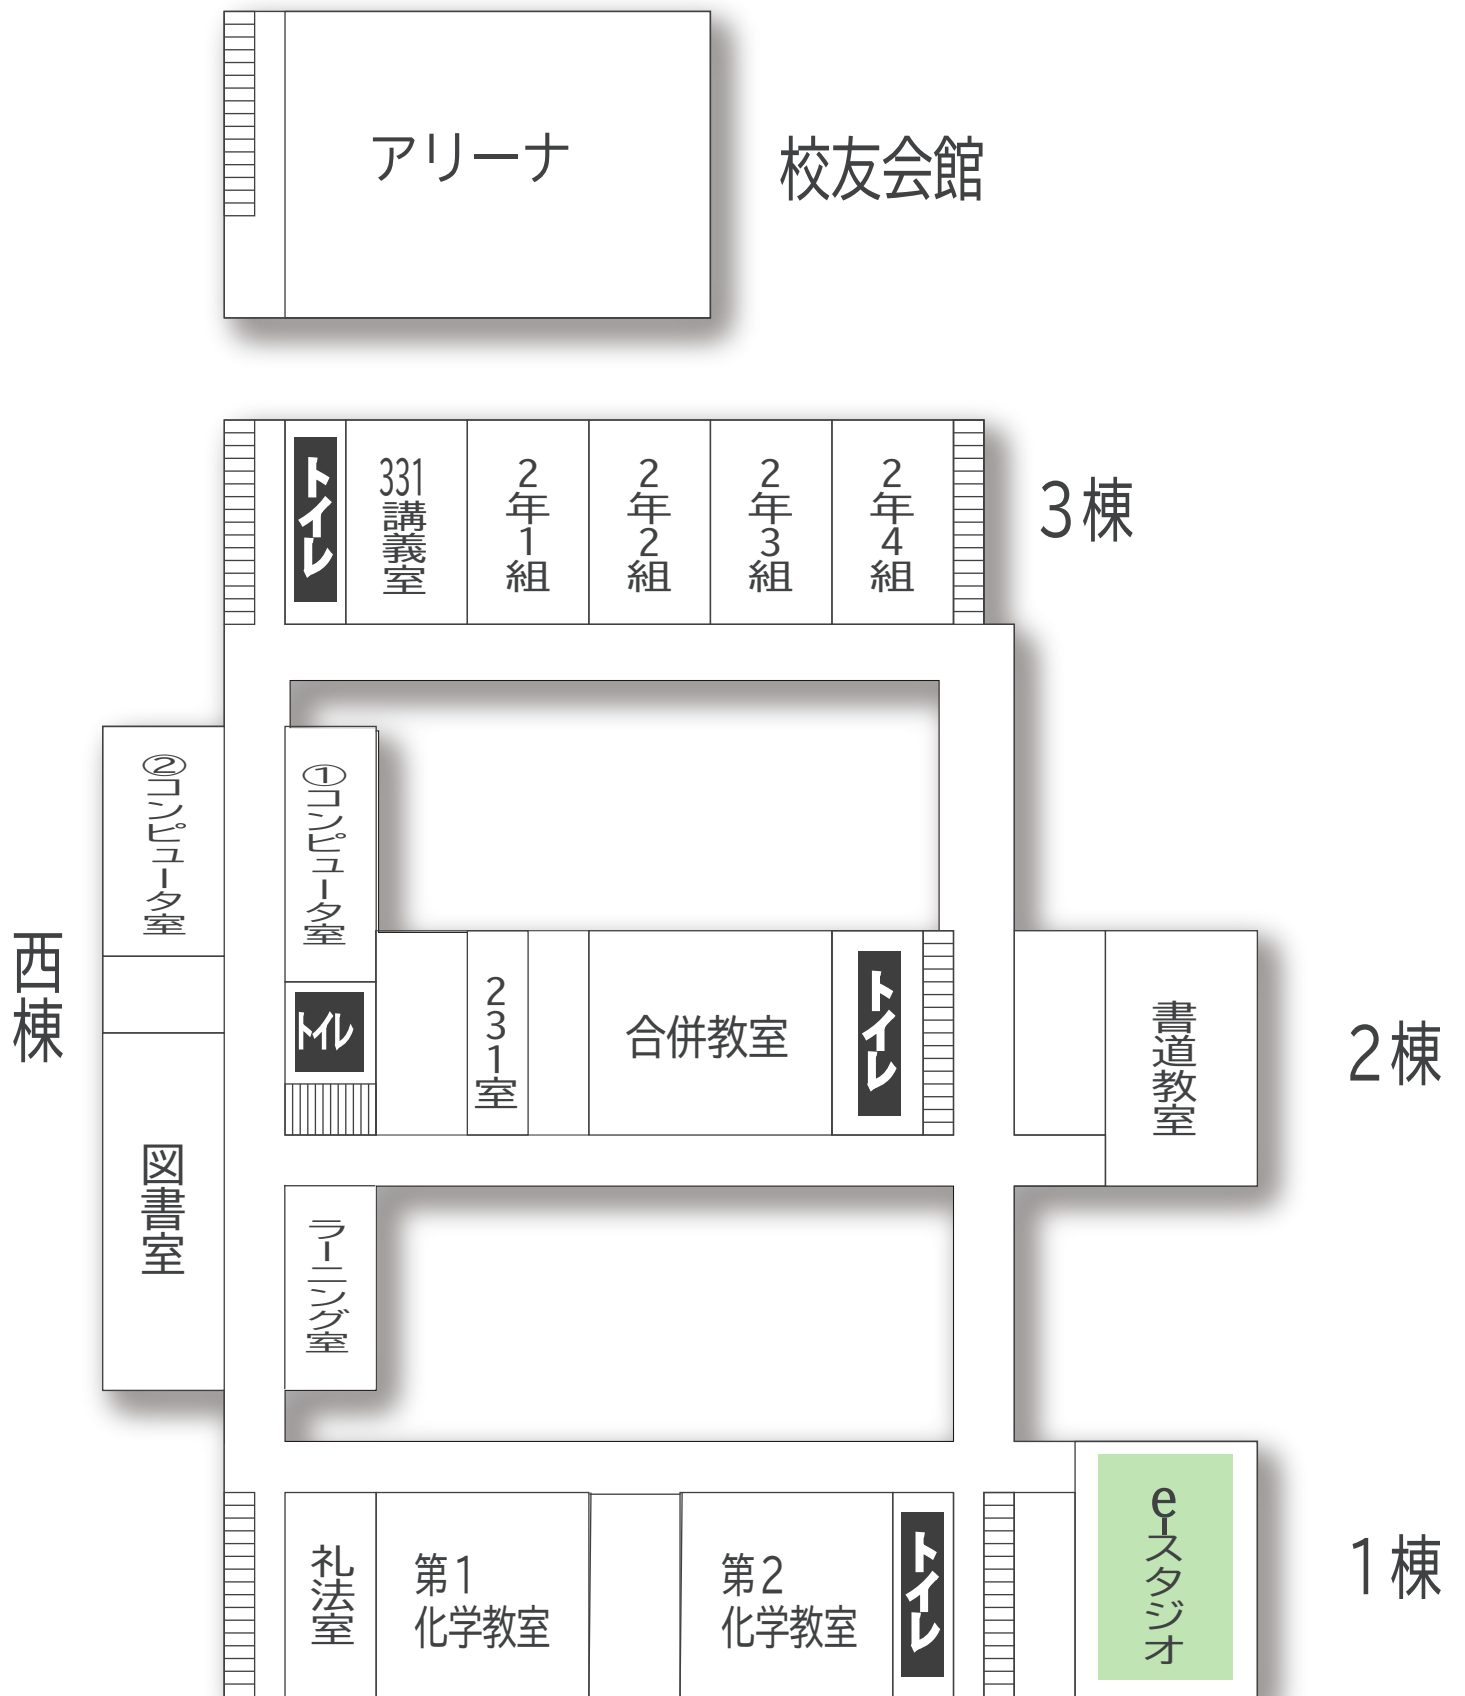 アリーナ
校友会館
トイレ
331講義室
2年1組
2年2組
2年3組
2年4組
3棟
②コンピュータ室
①コンピュータ室
西棟
トイレ
231室
合併教室
トイレ
書道教室
2棟
図書室
ラーニング室
礼法室
第1
化学教室
第2
化学教室
トイレ
e-スタジオ
1棟